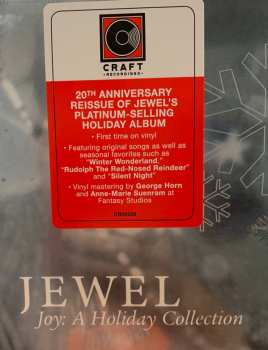 CRAFT
RECORDINGS
20TH ANNIVERSARY
REISSUE OF JEWEL'S
PLATINUM-SELLING
HOLIDAY ALBUM
• First time on vinyl
• Featuring original songs as well as
seasonal favorites such as
"Winter Wonderland,"
"Rudolph The Red-Nosed Reindeer"
and "Silent Night"
• Vinyl mastering by George Horn
and Anne-Marie Suenram at
Fantasy Studios
JEWEL
Joy: A Holiday Collection